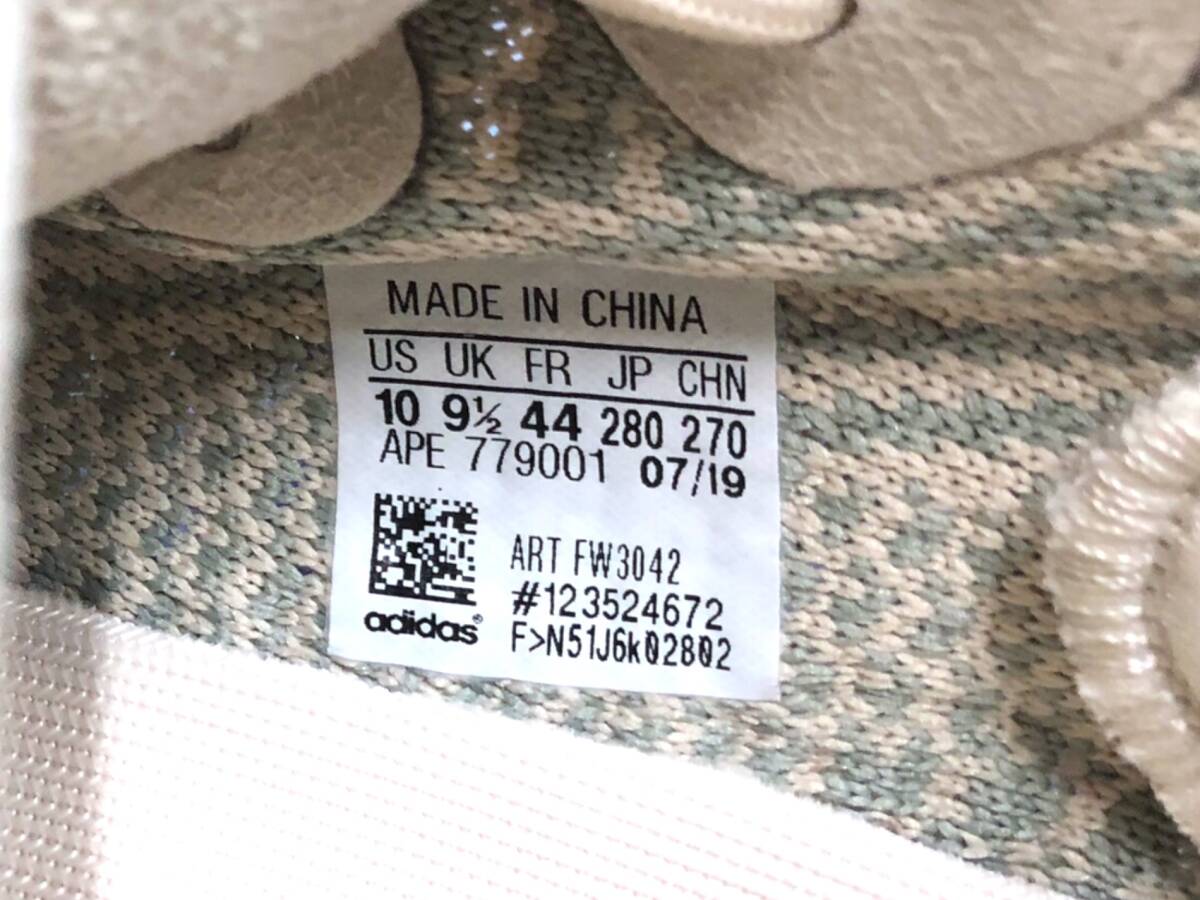 MADE IN CHINA
US UK FR JP CHN
10 9½ 44 280 270
APE 779001 07/19
ART FW3042
#123524672
F>N51J6k02802
adidas®